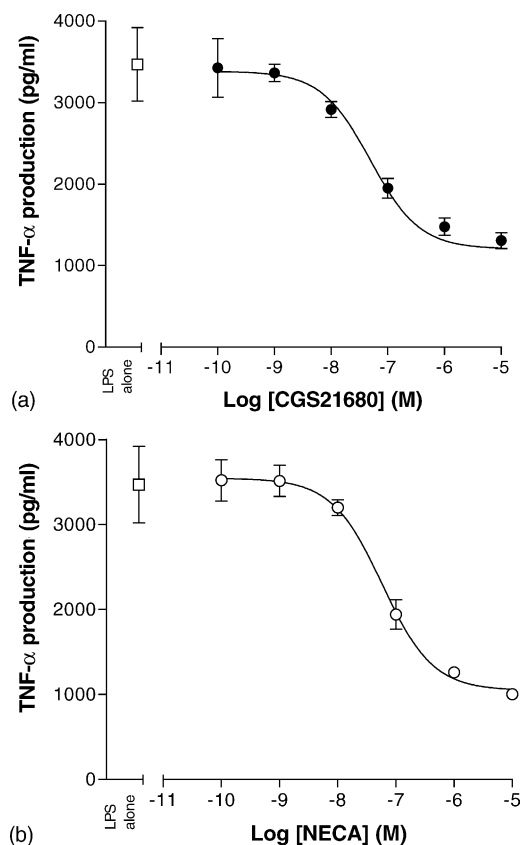 4000
3000
2000
1000
0
TNF-α production (pg/ml)
LPS
alone
-11 -10 -9 -8 -7 -6 -5
(a)
Log [CGS21680] (M)
4000
3000
2000
1000
0
TNF-α production (pg/ml)
LPS
alone
-11 -10 -9 -8 -7 -6 -5
(b)
Log [NECA] (M)